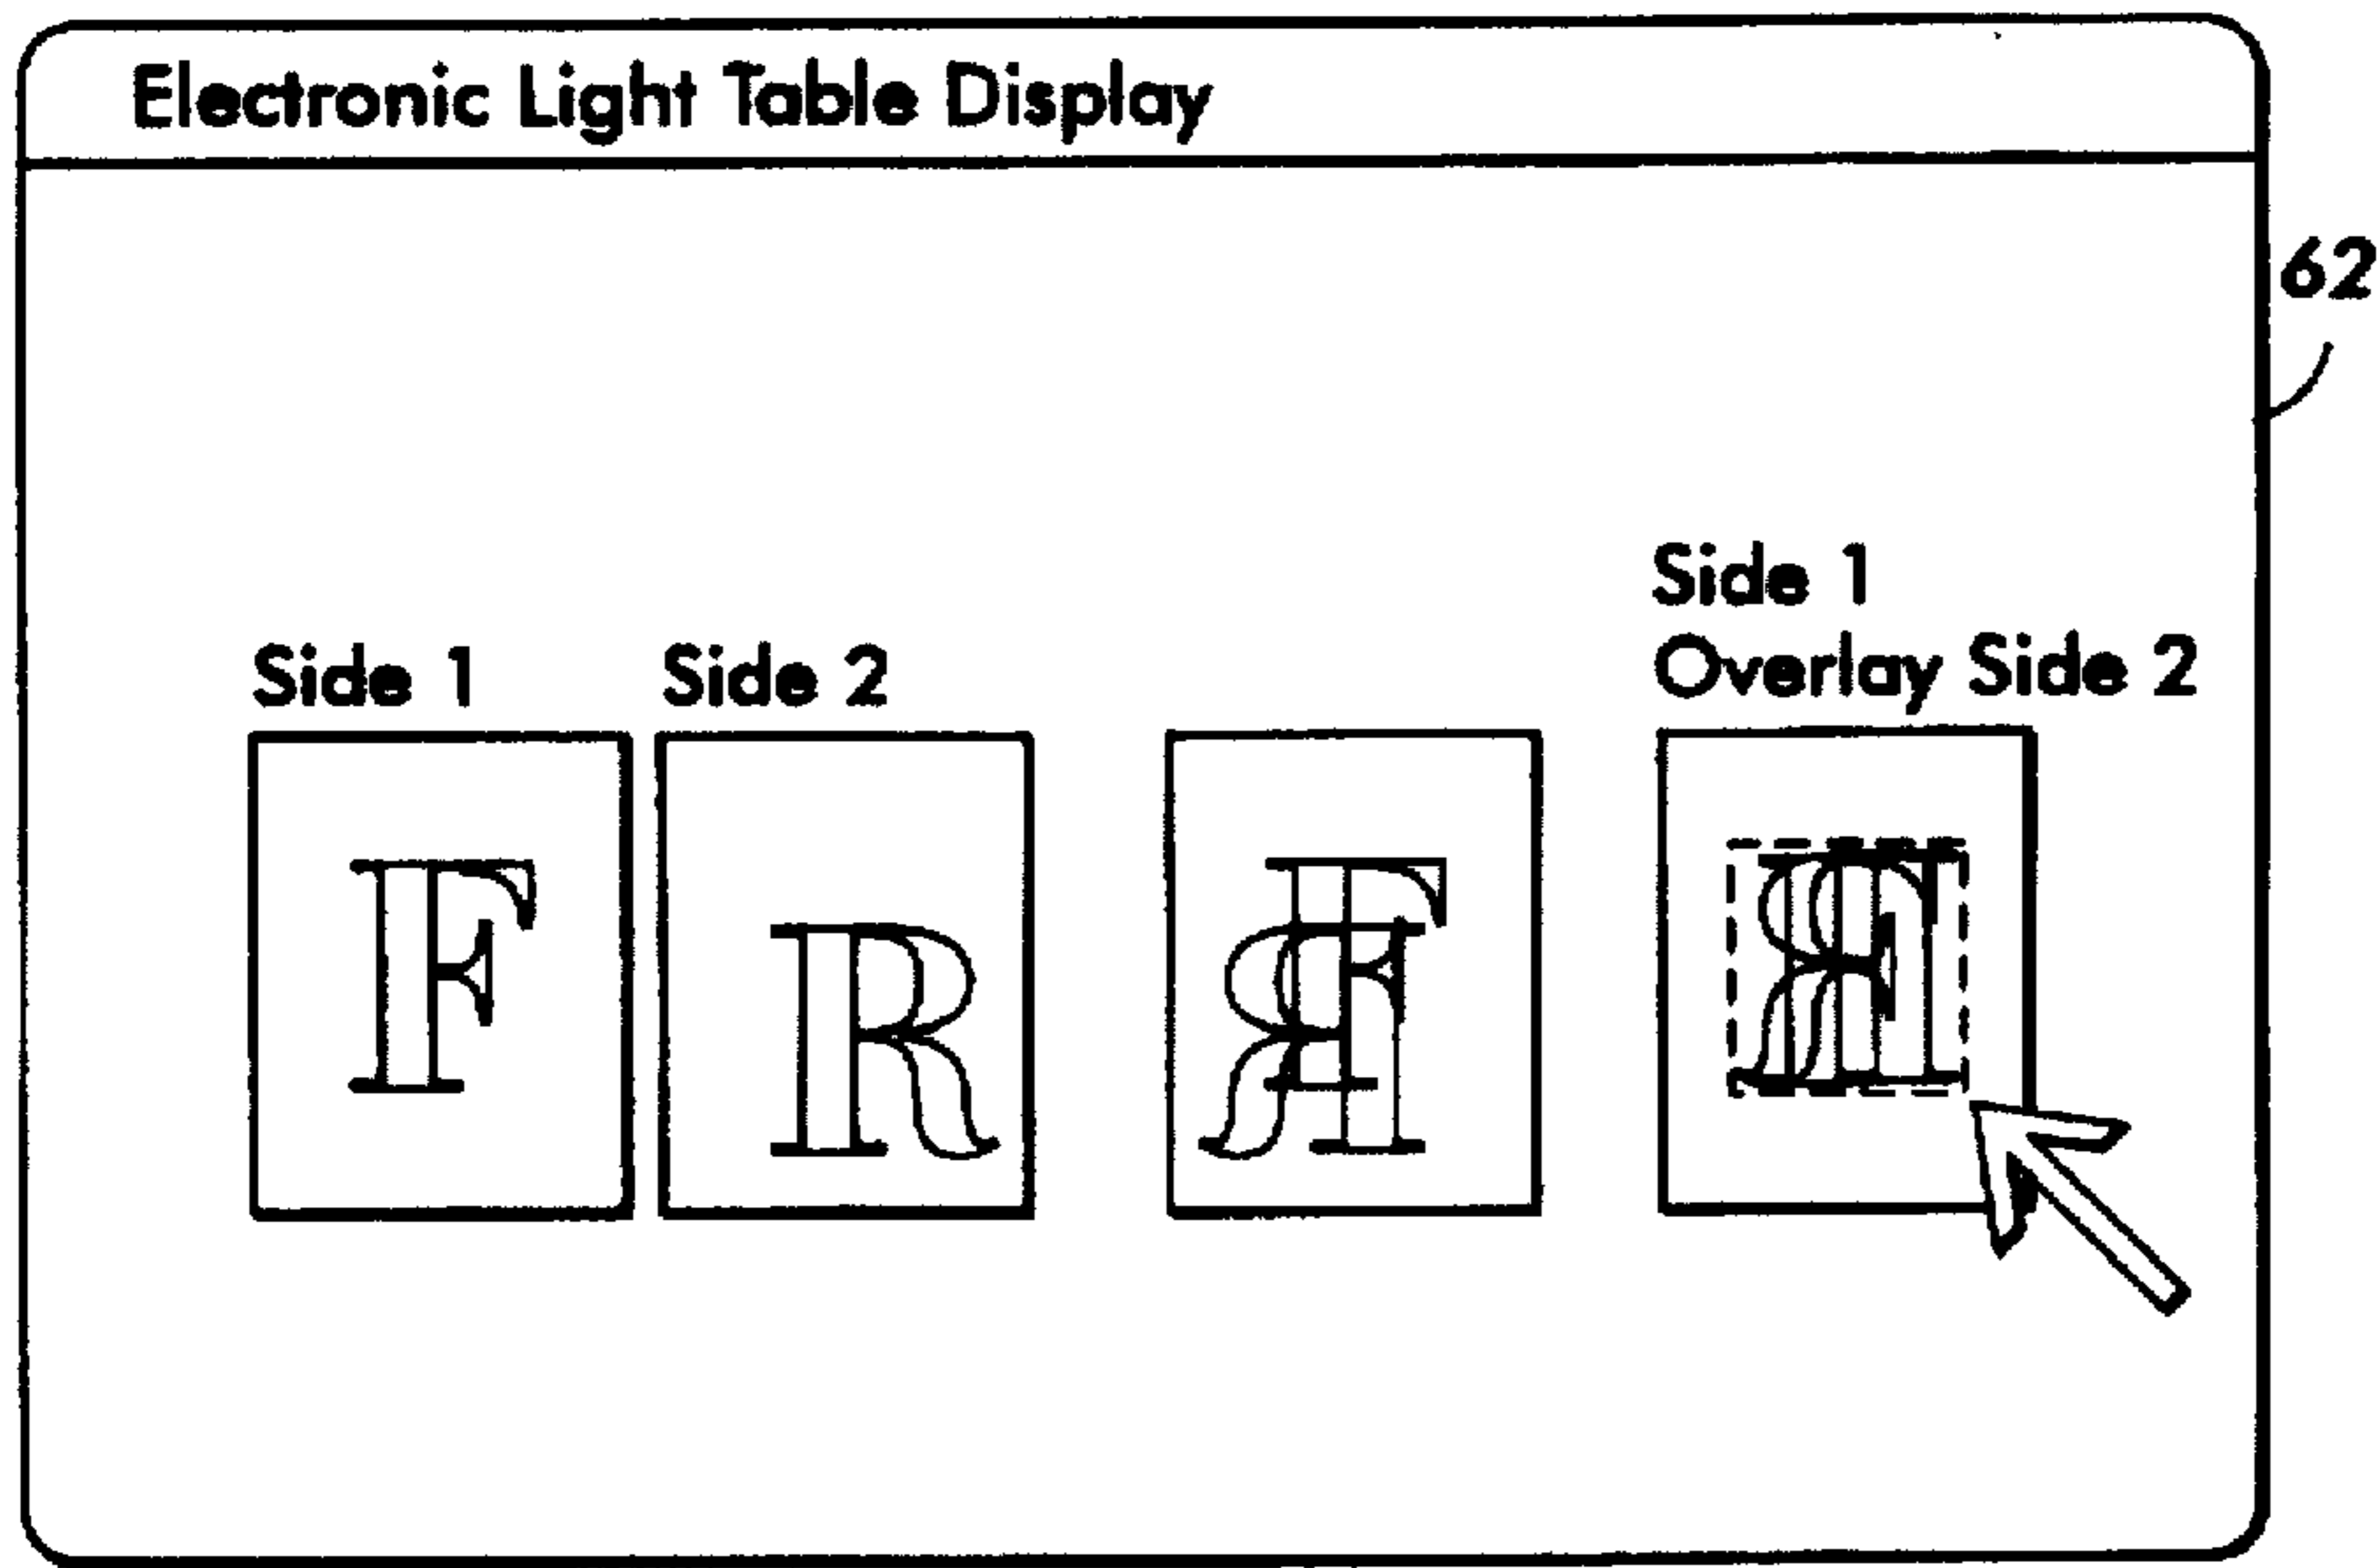 Electronic Light Table Display
62
Side 1
Overlay Side 2
Side 1
Side 2
F
R